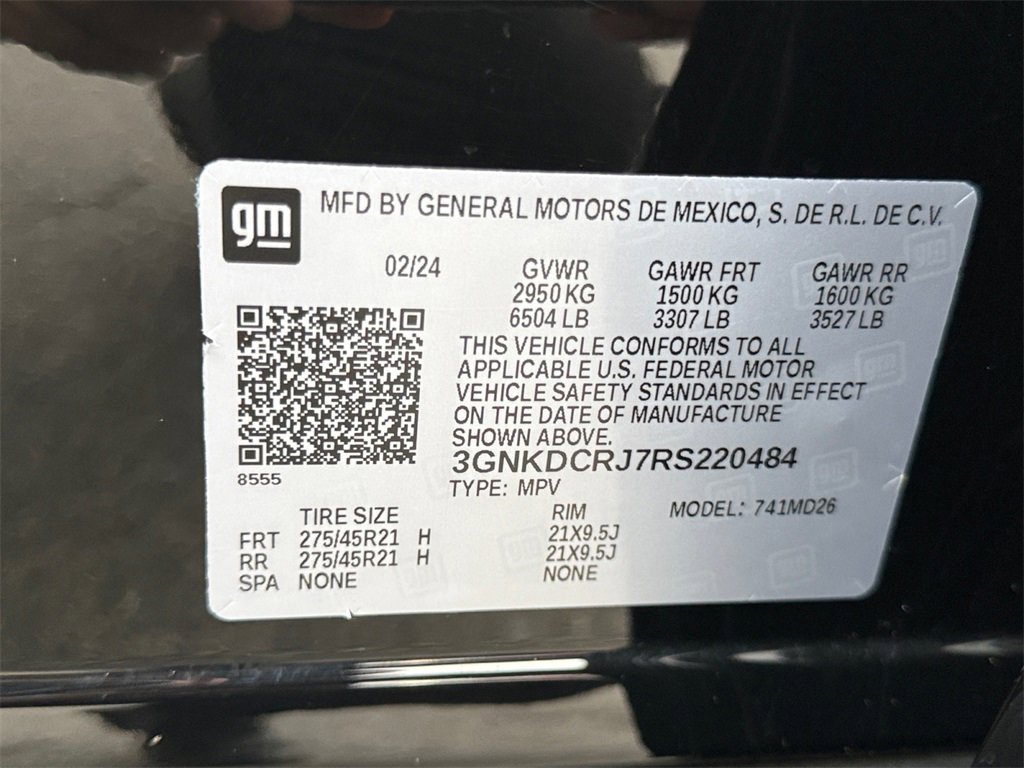 gm
MFD BY GENERAL MOTORS DE MEXICO, S. DE R.L. DE C.V.
02/24 GVWR GAWR FRT GAWR RR
2950 KG 1500 KG 1600 KG
6504 LB 3307 LB 3527 LB
THIS VEHICLE CONFORMS TO ALL
APPLICABLE U.S. FEDERAL MOTOR
VEHICLE SAFETY STANDARDS IN EFFECT
ON THE DATE OF MANUFACTURE
SHOWN ABOVE.
3GNKDCRJ7RS220484
8555
TYPE: MPV MODEL: 741MD26
TIRE SIZE RIM
FRT 275/45R21 H 21X9.5J
RR 275/45R21 H 21X9.5J
SPA NONE NONE